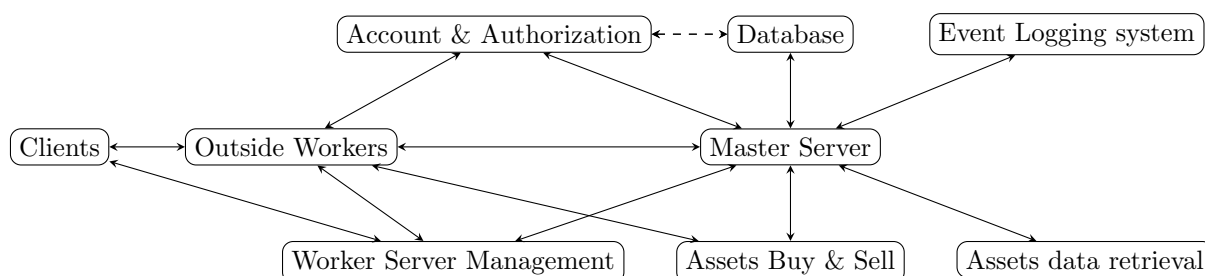 Account & Authorization
Database
Event Logging system
Clients
Outside Workers
Master Server
Worker Server Management
Assets Buy & Sell
Assets data retrieval